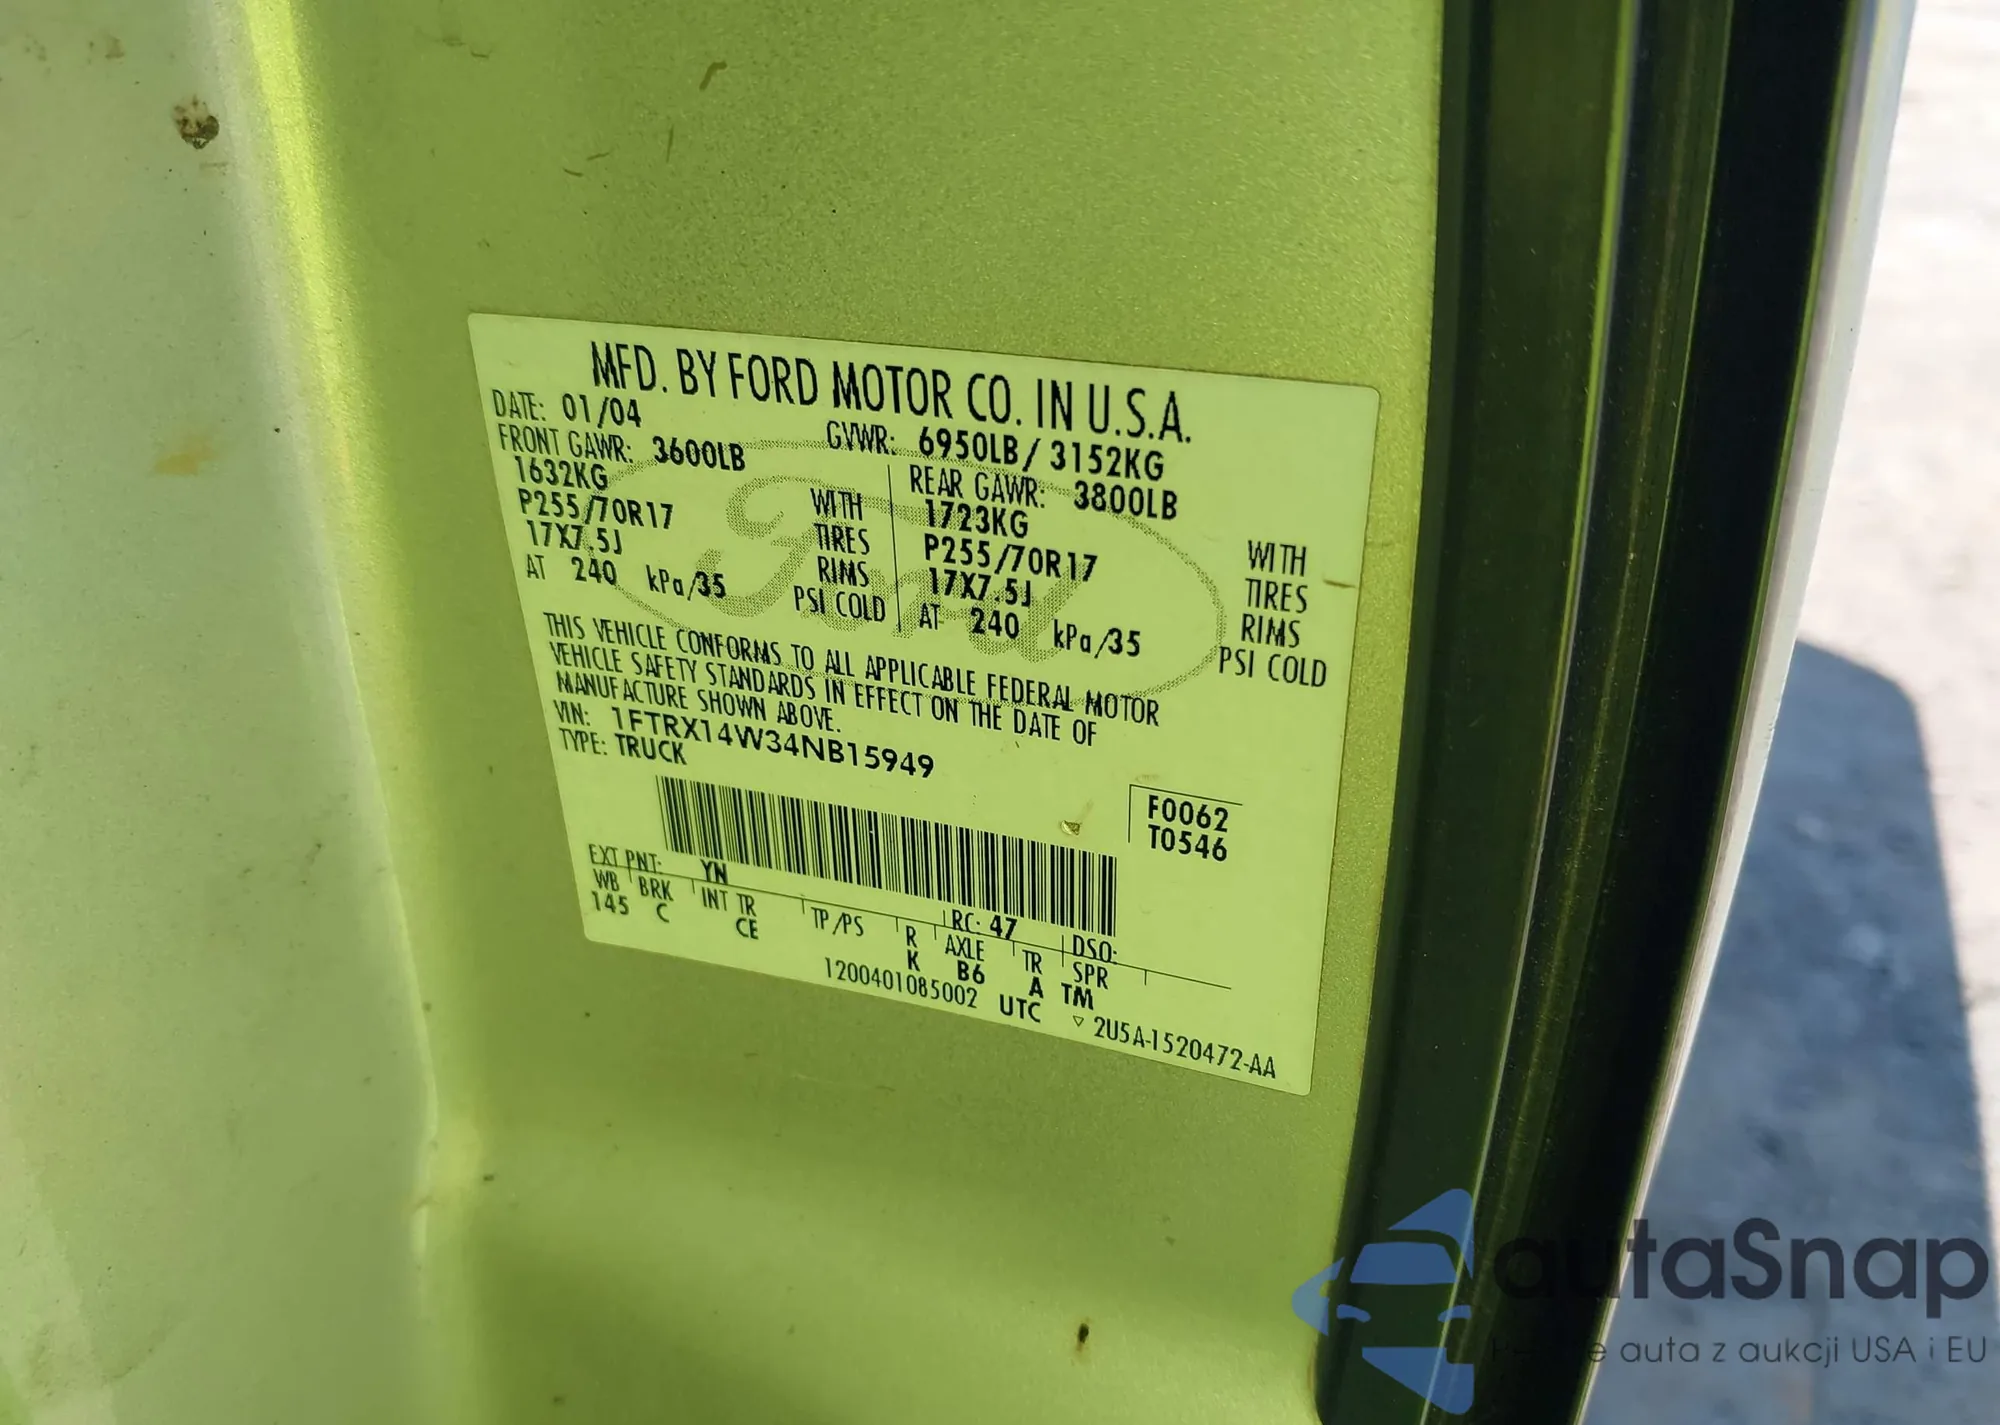 MFD. BY FORD MOTOR CO. IN U.S.A.
DATE: 01/04 GVWR: 6950LB / 3152KG
FRONT GAWR: 3600LB REAR GAWR: 3800LB
1632KG WITH 1723KG WITH
P255/70R17 TIRES P255/70R17 TIRES
17X7.5J RIMS 17X7.5J RIMS
AT 240 kPa/35 PSI COLD AT 240 kPa/35 PSI COLD
Ford
THIS VEHICLE CONFORMS TO ALL APPLICABLE FEDERAL MOTOR
VEHICLE SAFETY STANDARDS IN EFFECT ON THE DATE OF
MANUFACTURE SHOWN ABOVE.
VIN: 1FTRX14W34NB15949
TYPE: TRUCK
F0062
T0546
EXT PNT: YN RC: 47 DSO:
WB BRK INT TR TP/PS R AXLE TR SPR
145 C CE K B6 A TM
1200401085002 UTC ▽ 2U5A-1520472-AA
autaSnap
e auta z aukcji USA i EU